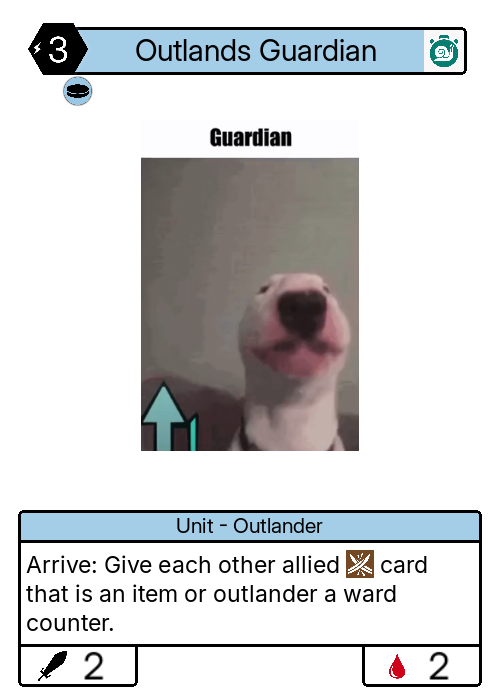 3
Outlands Guardian
Guardian
Unit - Outlander
Arrive: Give each other allied card
that is an item or outlander a ward
counter.
2
2